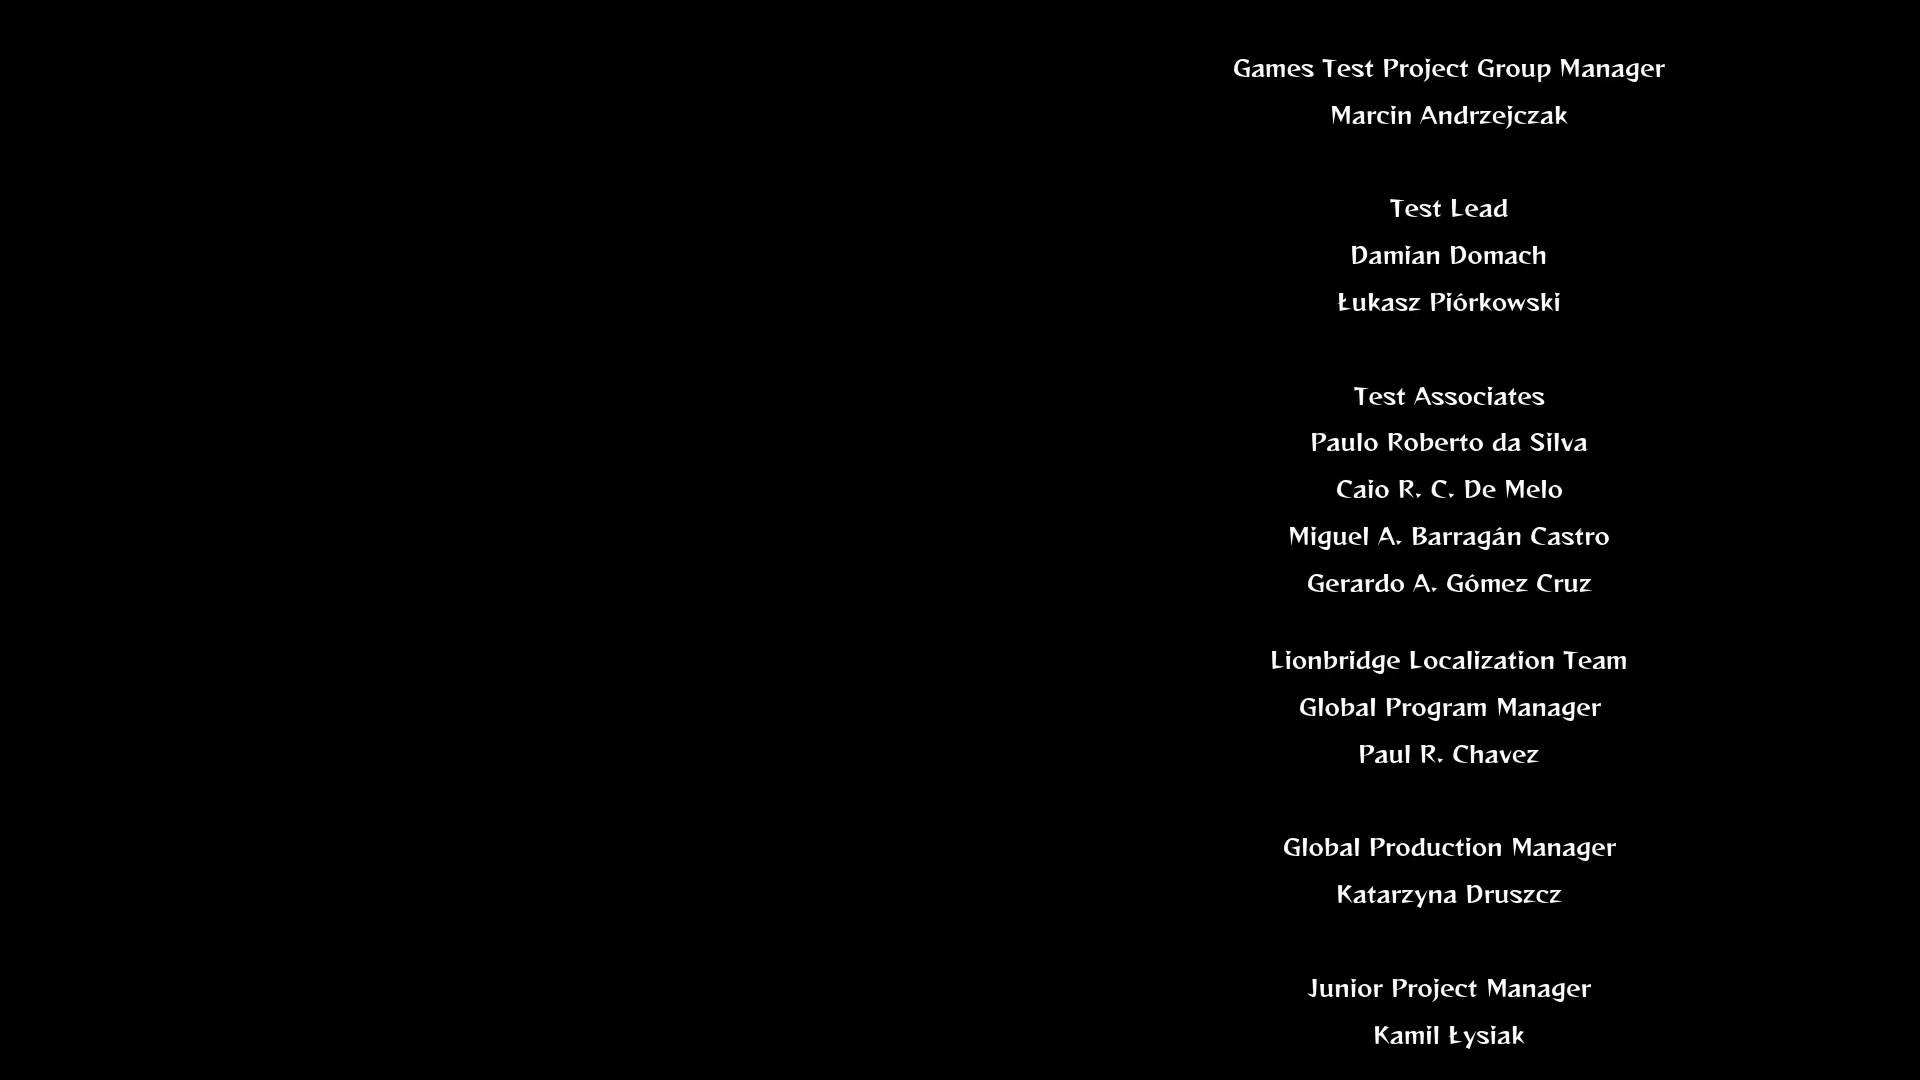 Games Test Project Group Manager
Marcin Andrzejczak
Test Lead
Damian Domach
Łukasz Piórkowski
Test Associates
Paulo Roberto da Silva
Caio R. C. De Melo
Miguel A. Barragán Castro
Gerardo A. Gómez Cruz
Lionbridge Localization Team
Global Program Manager
Paul R. Chavez
Global Production Manager
Katarzyna Druszcz
Junior Project Manager
Kamil Łysiak